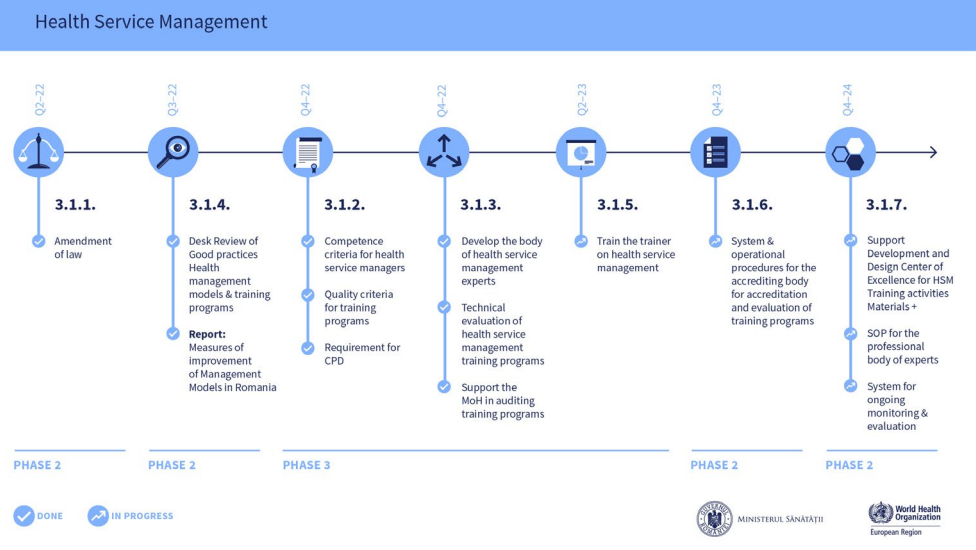 Health Service Management
Q2–22
Q3–22
Q4–22
Q4–22
Q2–23
Q4–23
Q4–24
3.1.1.
Amendment
of law
3.1.4.
Desk Review of
Good practices
Health
management
models & training
programs
Report:
Measures of
improvement
of Management
Models in Romania
3.1.2.
Competence
criteria for health
service managers
Quality criteria
for training
programs
Requirement for
CPD
3.1.3.
Develop the body
of health service
management
experts
Technical
evaluation of
health service
management
training programs
Support the
MoH in auditing
training programs
3.1.5.
Train the trainer
on health service
management
3.1.6.
System &
operational
procedures for the
accrediting body
for accreditation
and evaluation of
training programs
3.1.7.
Support
Development and
Design Center of
Excellence for HSM
Training activities
Materials +
SOP for the
professional
body of experts
System for
ongoing
monitoring &
evaluation
PHASE 2
PHASE 2
PHASE 3
PHASE 2
PHASE 2
DONE
IN PROGRESS
GUVERNUL ROMÂNIEI
MINISTERUL SĂNĂTĂȚII
World Health
Organization
European Region